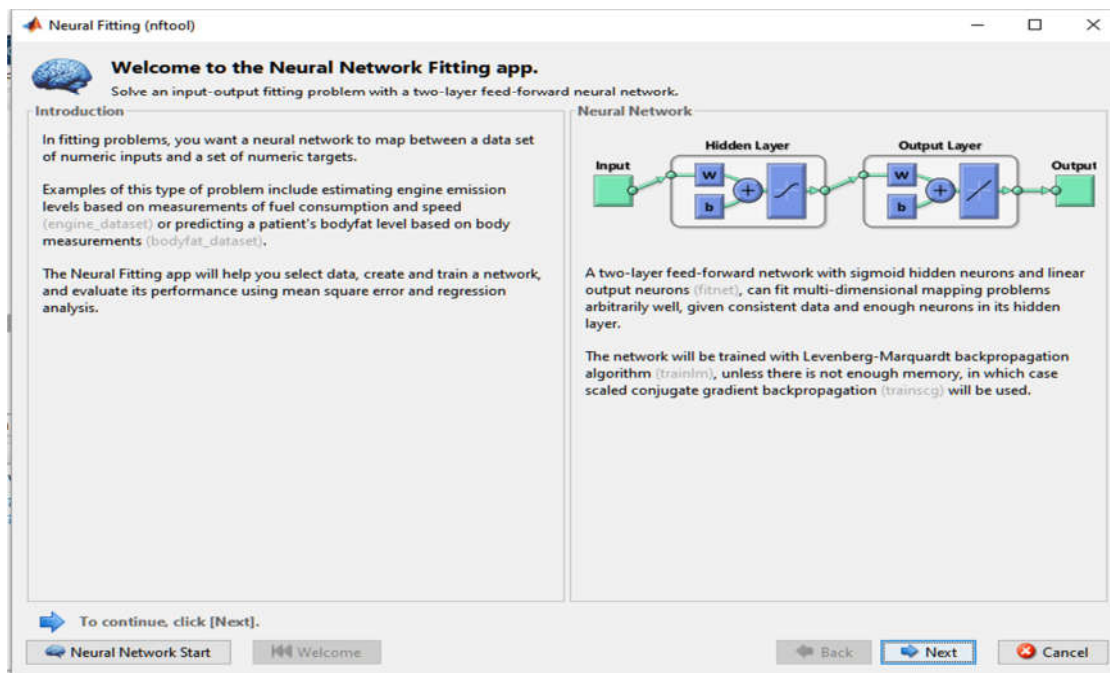 Neural Fitting (nftool)
Welcome to the Neural Network Fitting app.
Solve an input-output fitting problem with a two-layer feed-forward neural network.
Introduction
In fitting problems, you want a neural network to map between a data set
of numeric inputs and a set of numeric targets.
Examples of this type of problem include estimating engine emission
levels based on measurements of fuel consumption and speed
(engine_dataset) or predicting a patient's bodyfat level based on body
measurements (bodyfat_dataset).
The Neural Fitting app will help you select data, create and train a network,
and evaluate its performance using mean square error and regression
analysis.
Neural Network
Hidden Layer
Output Layer
Input
Output
W
b
+
W
b
+
A two-layer feed-forward network with sigmoid hidden neurons and linear
output neurons (fitnet), can fit multi-dimensional mapping problems
arbitrarily well, given consistent data and enough neurons in its hidden
layer.
The network will be trained with Levenberg-Marquardt backpropagation
algorithm (trainlm), unless there is not enough memory, in which case
scaled conjugate gradient backpropagation (trainscg) will be used.
To continue, click [Next].
Neural Network Start
Welcome
Back
Next
Cancel